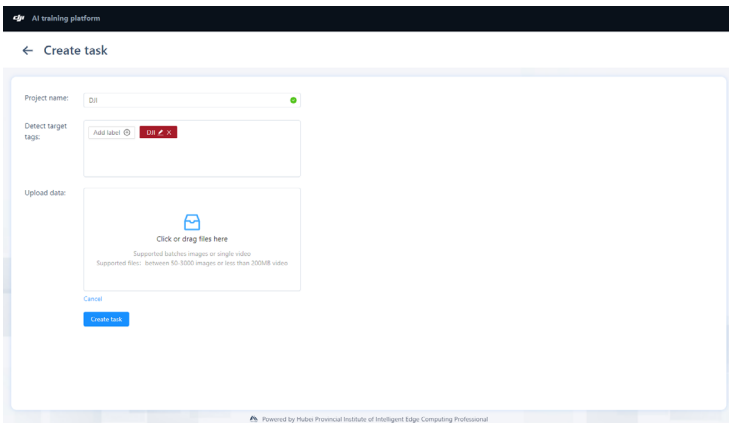 dji AI training platform
Create task
Project name:
DJI
Detect target
tags:
Add label
DJI
Upload data:
Click or drag files here
Supported batches images or single video
Supported files: between 50-3000 images or less than 200MB video
Cancel
Create task
Powered by Hubei Provincial Institute of Intelligent Edge Computing Professional